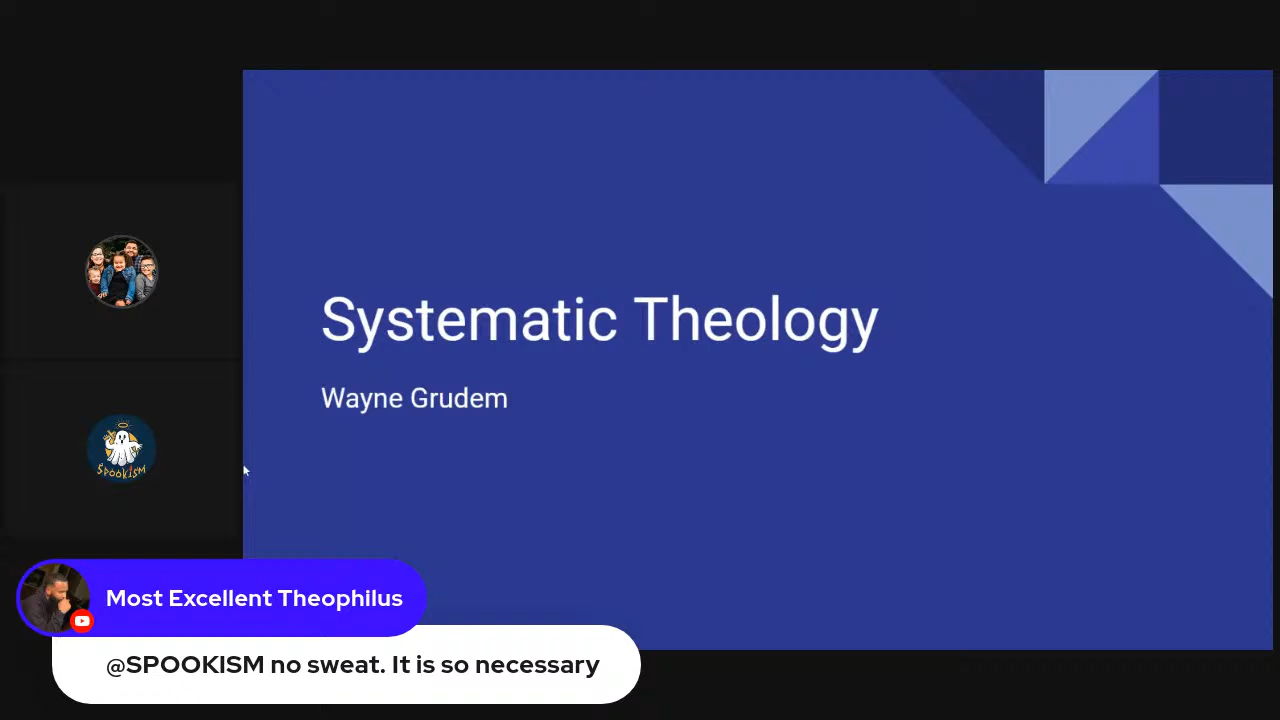 Systematic Theology
Wayne Grudem
SPOOKISM
Most Excellent Theophilus
@SPOOKISM no sweat. It is so necessary